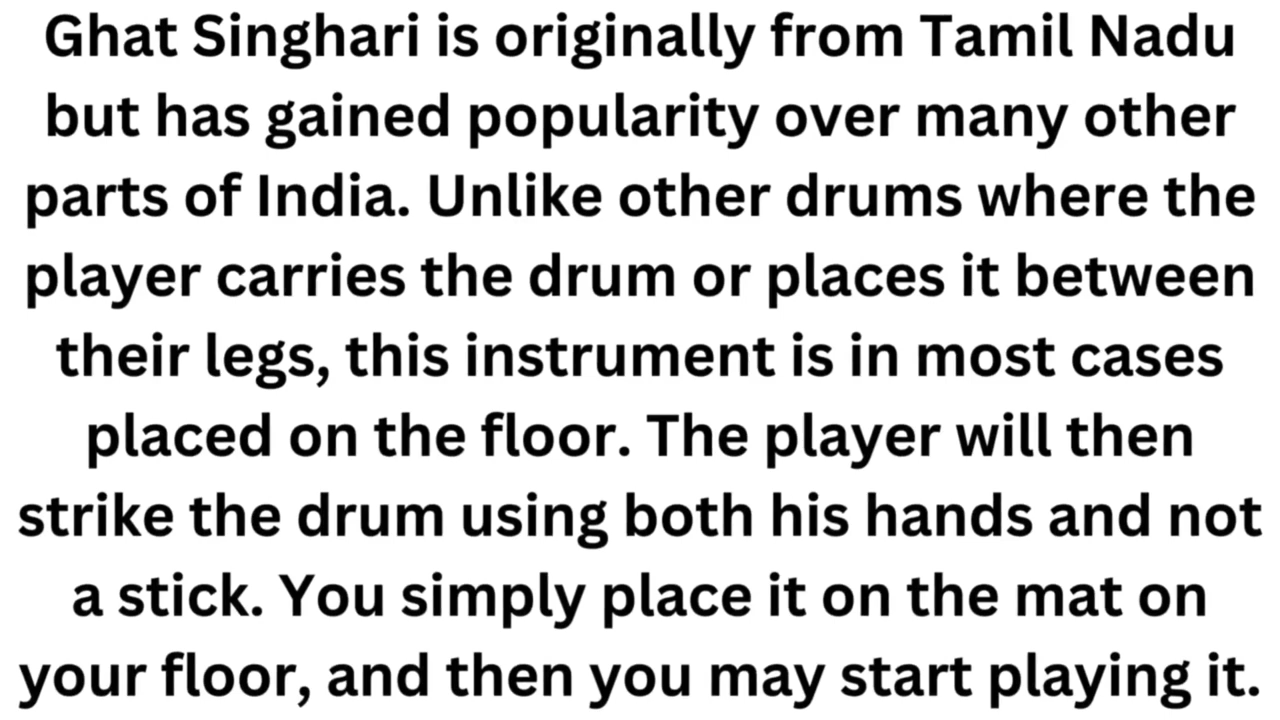 Ghat Singhari is originally from Tamil Nadu
but has gained popularity over many other
parts of India. Unlike other drums where the
player carries the drum or places it between
their legs, this instrument is in most cases
placed on the floor. The player will then
strike the drum using both his hands and not
a stick. You simply place it on the mat on
your floor, and then you may start playing it.